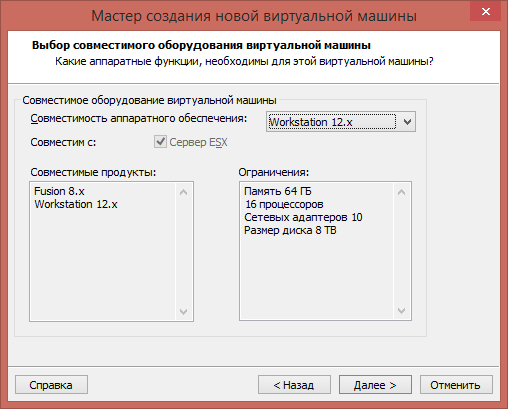 Мастер создания новой виртуальной машины
Выбор совместимого оборудования виртуальной машины
Какие аппаратные функции, необходимы для этой виртуальной машины?
Совместимое оборудование виртуальной машины
Совместимость аппаратного обеспечения: Workstation 12.x
Совместим с: Сервер ESX
Совместимые продукты: Ограничения:
Fusion 8.x Память 64 ГБ
Workstation 12.x 16 процессоров
Сетевых адаптеров 10
Размер диска 8 TB
Справка < Назад Далее > Отменить